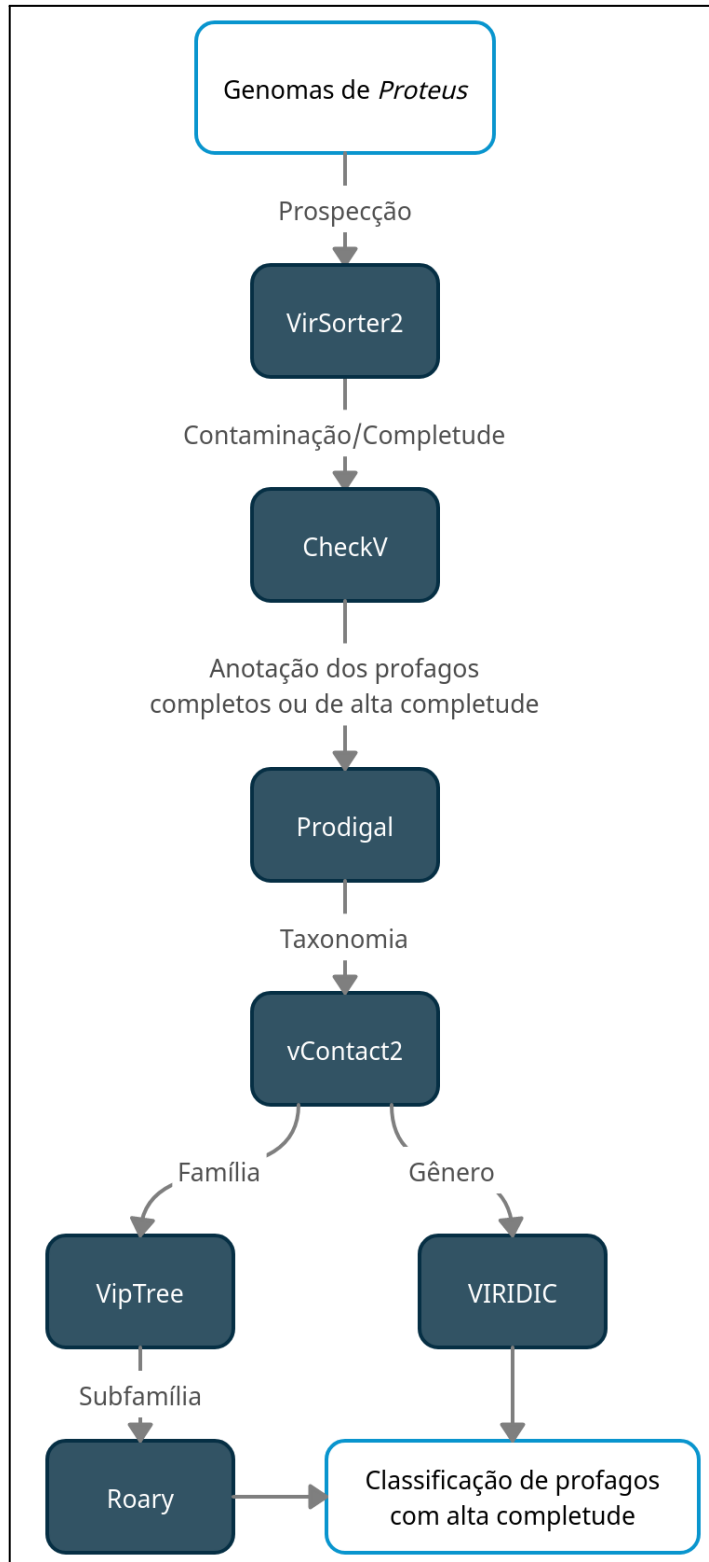 Genomas de Proteus
Prospecção
VirSorter2
Contaminação/Completude
CheckV
Anotação dos profagos
completos ou de alta completude
Prodigal
Taxonomia
vContact2
Família
Gênero
VipTree
VIRIDIC
Subfamília
Roary
Classificação de profagos
com alta completude